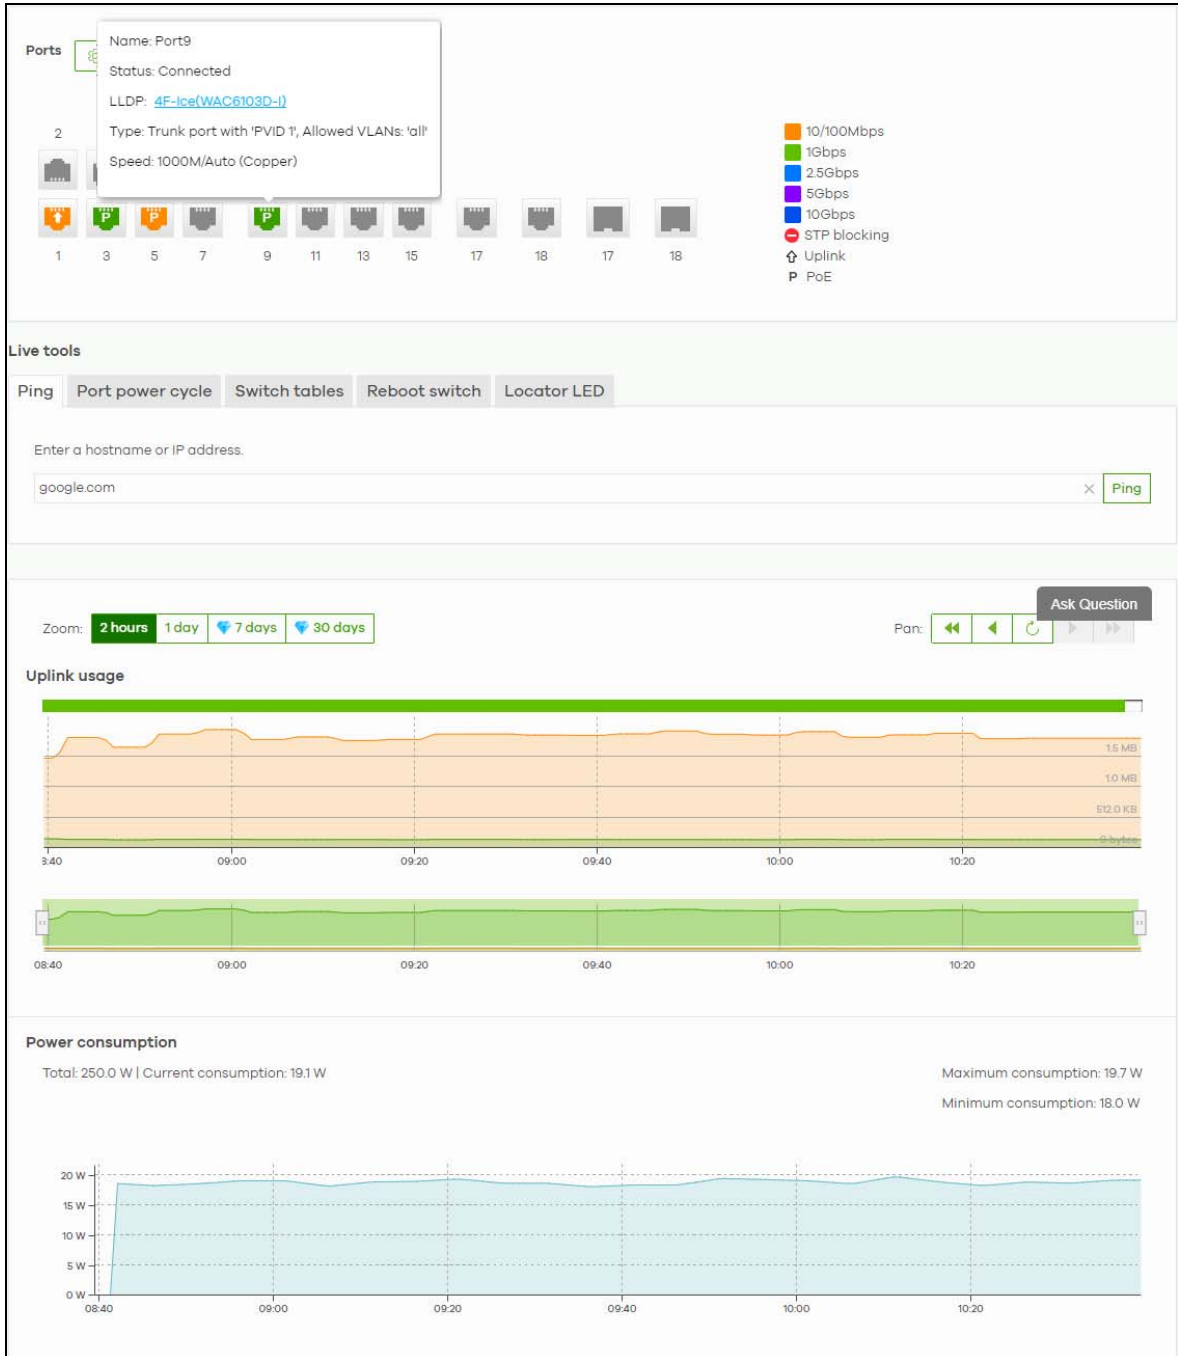 Ports
Name: Port9
Status: Connected
LLDP: 4F-Ice(WAC6103D-I)
Type: Trunk port with 'PVID 1', Allowed VLANs: 'all'
Speed: 1000M/Auto (Copper)
2
P P P
1 3 5 7 9 11 13 15 17 18 17 18
10/100Mbps
1Gbps
2.5Gbps
5Gbps
10Gbps
STP blocking
Uplink
P PoE
Live tools
Ping Port power cycle Switch tables Reboot switch Locator LED
Enter a hostname or IP address.
google.com × Ping
Ask Question
Zoom: 2 hours 1 day 7 days 30 days Pan:
Uplink usage
1.5 MB
1.0 MB
512.0 KB
0 bytes
8:40 09:00 09:20 09:40 10:00 10:20
08:40 09:00 09:20 09:40 10:00 10:20
Power consumption
Total: 250.0 W | Current consumption: 19.1 W Maximum consumption: 19.7 W
Minimum consumption: 18.0 W
20 W
15 W
10 W
5 W
0 W
08:40 09:00 09:20 09:40 10:00 10:20